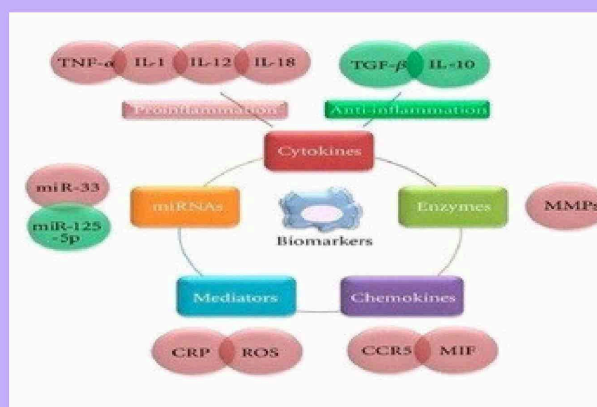 TNF-α IL-1 IL-12 IL-18
TGF-β IL-10
Proinflammation
Anti-inflammation
Cytokines
miR-33
miR-125
-5p
miRNAs
Biomarkers
Enzymes
MMPs
Mediators
Chemokines
CRP ROS
CCR5 MIF